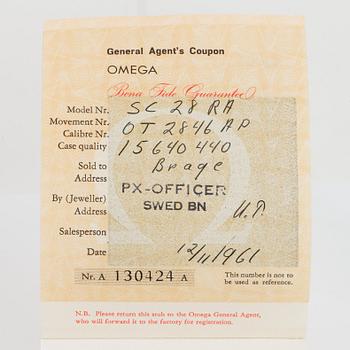 General Agent's Coupon
OMEGA
Bona Fide Guarantee
Model Nr. SC 28 RA
Movement Nr. OT 2846 AP
Calibre Nr. 15640440
Case quality
Sold to Brage
Address PX-OFFICER
By (Jeweller) SWED BN U.T.
Address
Salesperson
Date 12/11 1961
Nr. A 130424 A
This number is not to
be used as reference.
N.B. Please return this stub to the Omega General Agent,
who will forward it to the factory for registration.